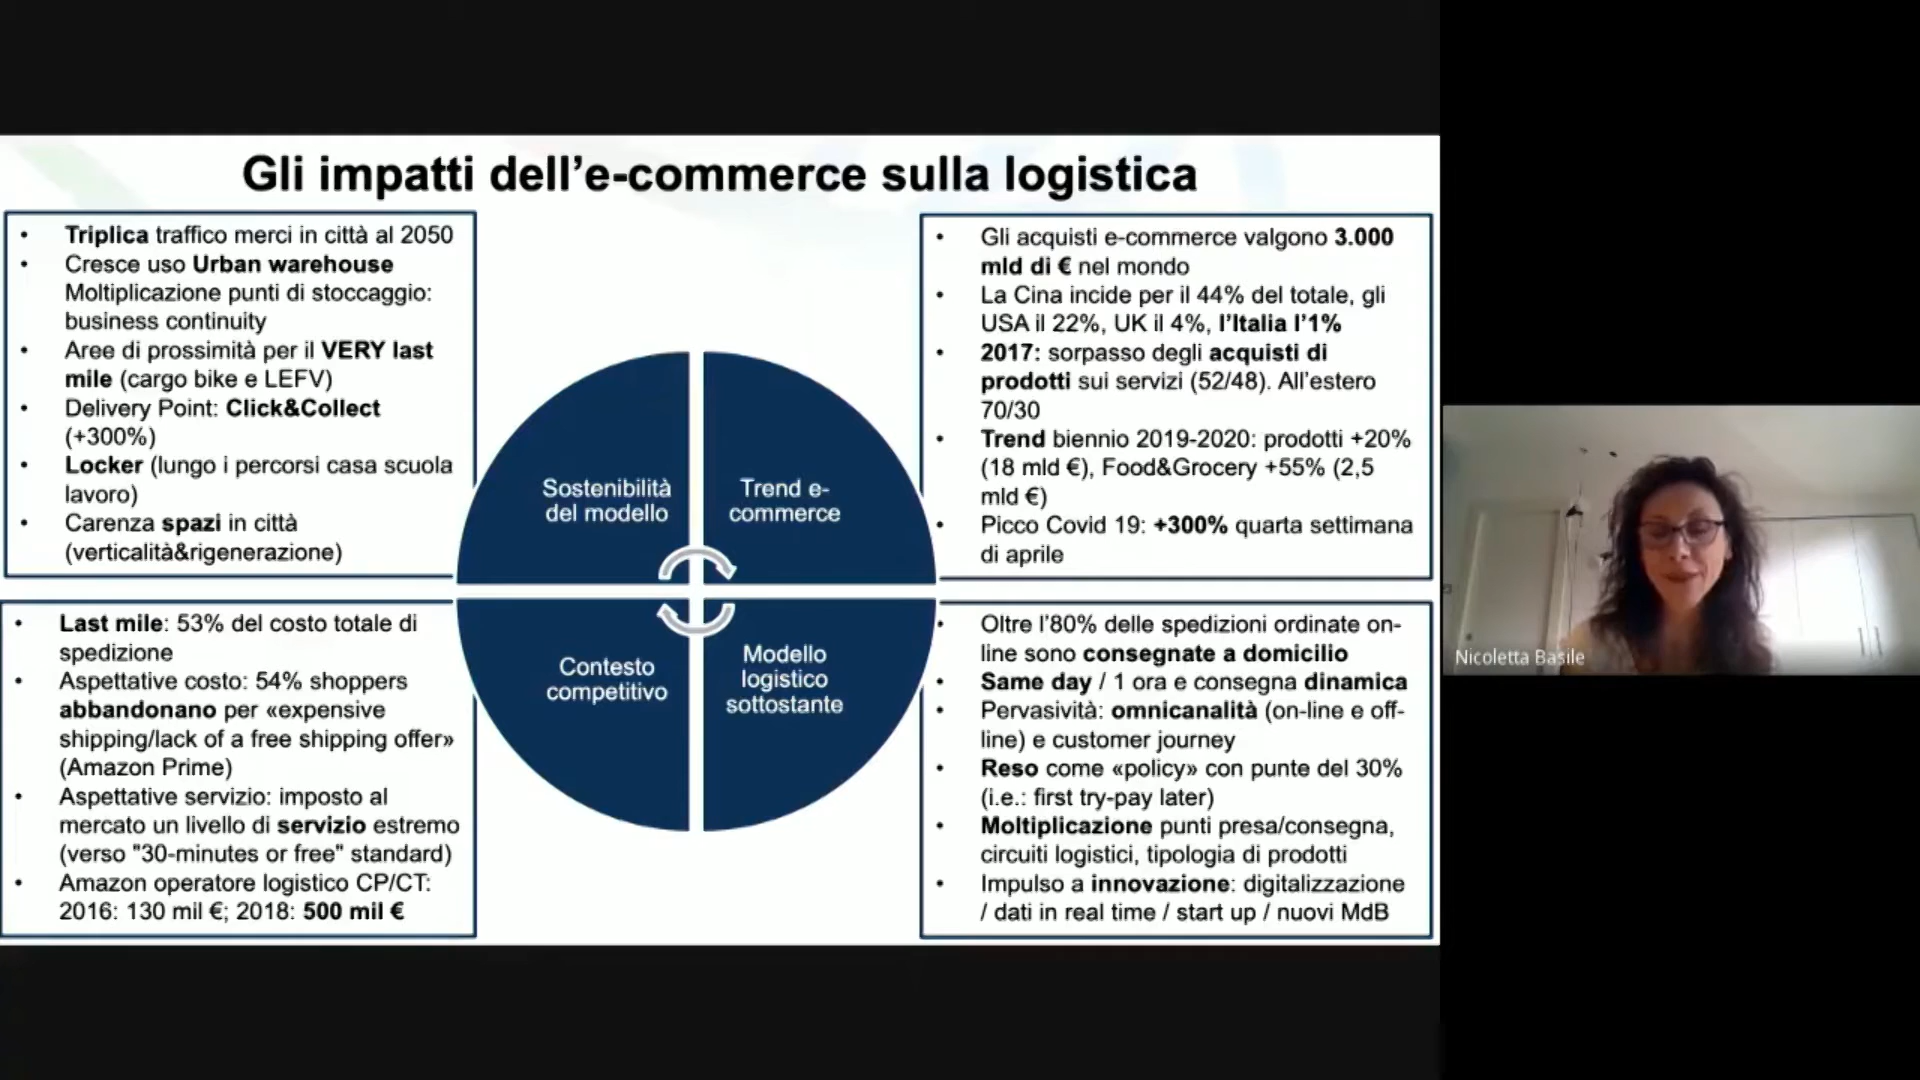 Gli impatti dell’e-commerce sulla logistica
• Triplica traffico merci in città al 2050
• Cresce uso Urban warehouse
Moltiplicazione punti di stoccaggio:
business continuity
• Aree di prossimità per il VERY last
mile (cargo bike e LEFV)
• Delivery Point: Click&Collect
(+300%)
• Locker (lungo i percorsi casa scuola
lavoro)
• Carenza spazi in città
(verticalità&rigenerazione)
• Gli acquisti e-commerce valgono 3.000
mld di € nel mondo
• La Cina incide per il 44% del totale, gli
USA il 22%, UK il 4%, l’Italia l’1%
• 2017: sorpasso degli acquisti di
prodotti sui servizi (52/48). All’estero
70/30
• Trend biennio 2019-2020: prodotti +20%
(18 mld €), Food&Grocery +55% (2,5
mld €)
• Picco Covid 19: +300% quarta settimana
di aprile
Sostenibilità
del modello
Trend e-
commerce
Contesto
competitivo
Modello
logistico
sottostante
• Last mile: 53% del costo totale di
spedizione
• Aspettative costo: 54% shoppers
abbandonano per «expensive
shipping/lack of a free shipping offer»
(Amazon Prime)
• Aspettative servizio: imposto al
mercato un livello di servizio estremo
(verso "30-minutes or free" standard)
• Amazon operatore logistico CP/CT:
2016: 130 mil €; 2018: 500 mil €
• Oltre l’80% delle spedizioni ordinate on-
line sono consegnate a domicilio
• Same day / 1 ora e consegna dinamica
• Pervasività: omnicanalità (on-line e off-
line) e customer journey
• Reso come «policy» con punte del 30%
(i.e.: first try-pay later)
• Moltiplicazione punti presa/consegna,
circuiti logistici, tipologia di prodotti
• Impulso a innovazione: digitalizzazione
/ dati in real time / start up / nuovi MdB
Nicoletta Basile